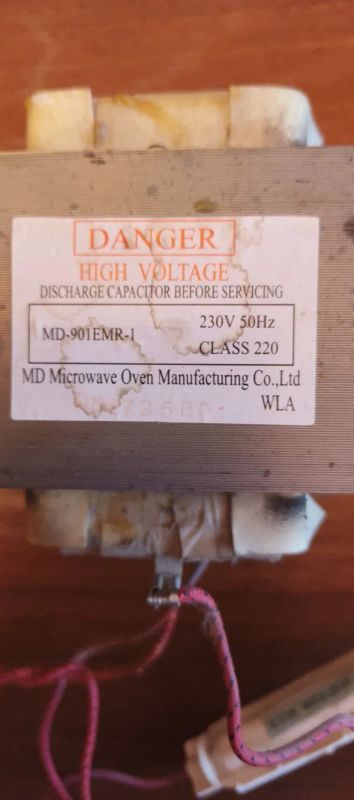 DANGER
HIGH VOLTAGE
DISCHARGE CAPACITOR BEFORE SERVICING
MD-901EMR-1
230V 50Hz
CLASS 220
MD Microwave Oven Manufacturing Co.,Ltd
WLA